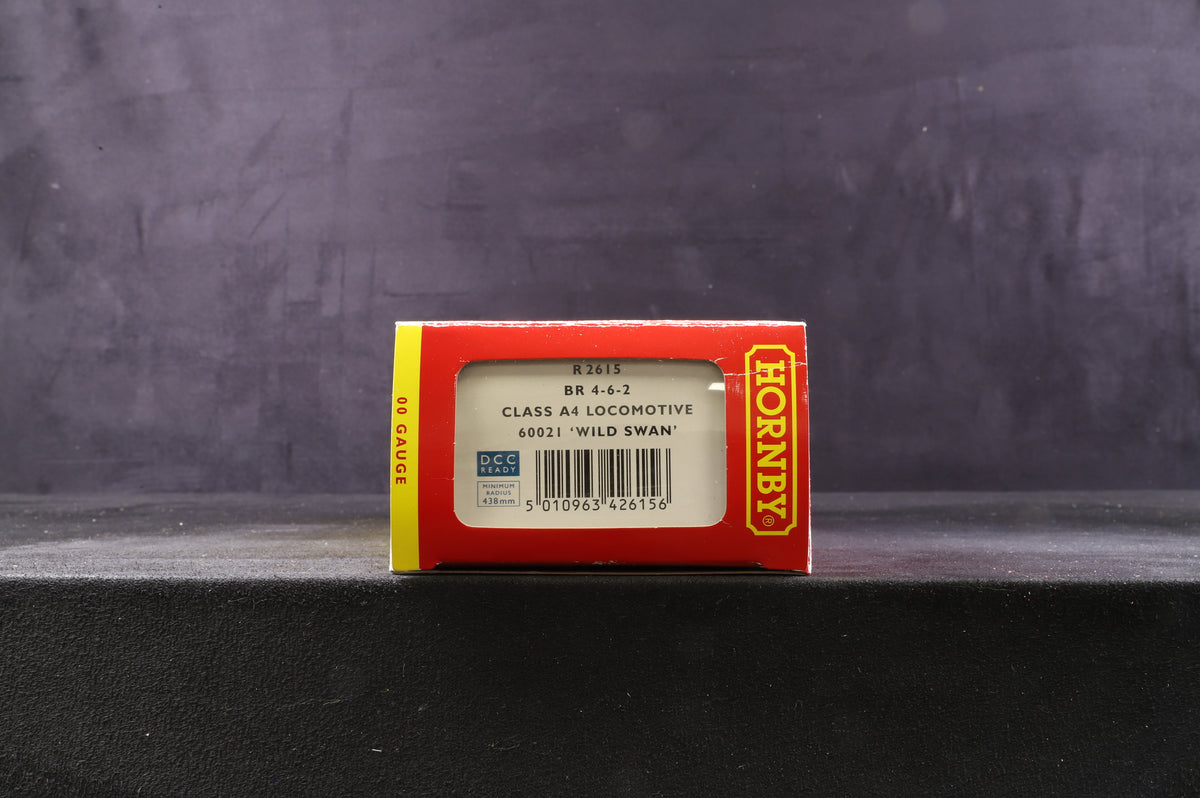 00 GAUGE
R2615
BR 4-6-2
CLASS A4 LOCOMOTIVE
60021 ‘WILD SWAN’
DCC
READY
MINIMUM
RADIUS
438mm
5 010963 426156
HORNBY®